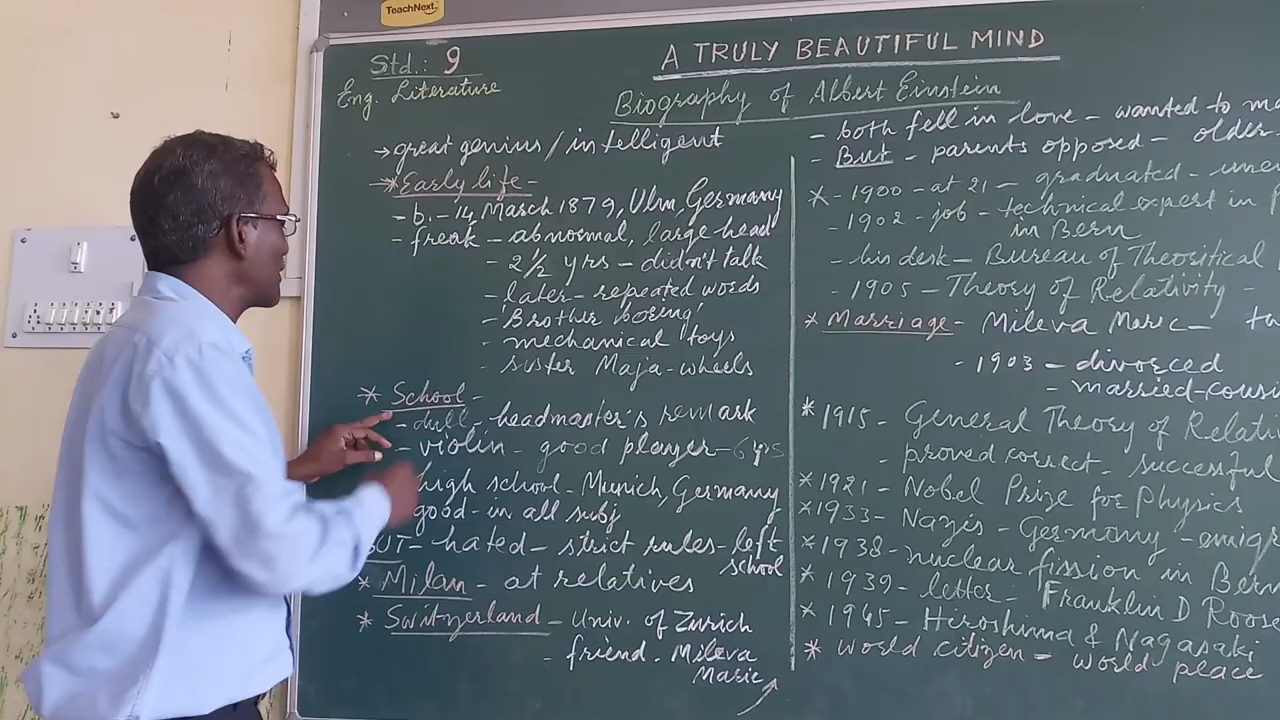 TeachNext
Std.: 9
Eng. Literature
A TRULY BEAUTIFUL MIND
Biography of Albert Einstein
→ great genius / intelligent
→* Early life -
- b. - 14 March 1879, Ulm, Germany
- freak - abnormal, large head
- 2 1/2 yrs - didn't talk
- later - repeated words
- 'Brother boring'
- mechanical toys
- sister Maja - wheels
* School -
- dull - headmaster's remark
- violin - good player - 6 yrs
high school - Munich, Germany
good - in all subj
BUT - hated - strict rules - left
school
* Milan - at relatives
* Switzerland - Univ. of Zurich
- friend - Mileva
Maric
- both fell in love - wanted to
- But - parents opposed - older
* - 1900 - at 21 - graduated -
- 1902 - job - technical expert in
in Bern
- his desk - Bureau of Theoritical
- 1905 - Theory of Relativity -
* Marriage - Mileva Maric -
- 1903 - divorced
- married - cousi
* 1915 - General Theory of Relati
- proved correct - successful
* 1921 - Nobel Prize for Physics
* 1933 - Nazis - Germany - emigr
* 1938 - nuclear fission in Bern
* 1939 - letter - Franklin D Roose
* 1945 - Hiroshima & Nagasaki
* World citizen - world peace